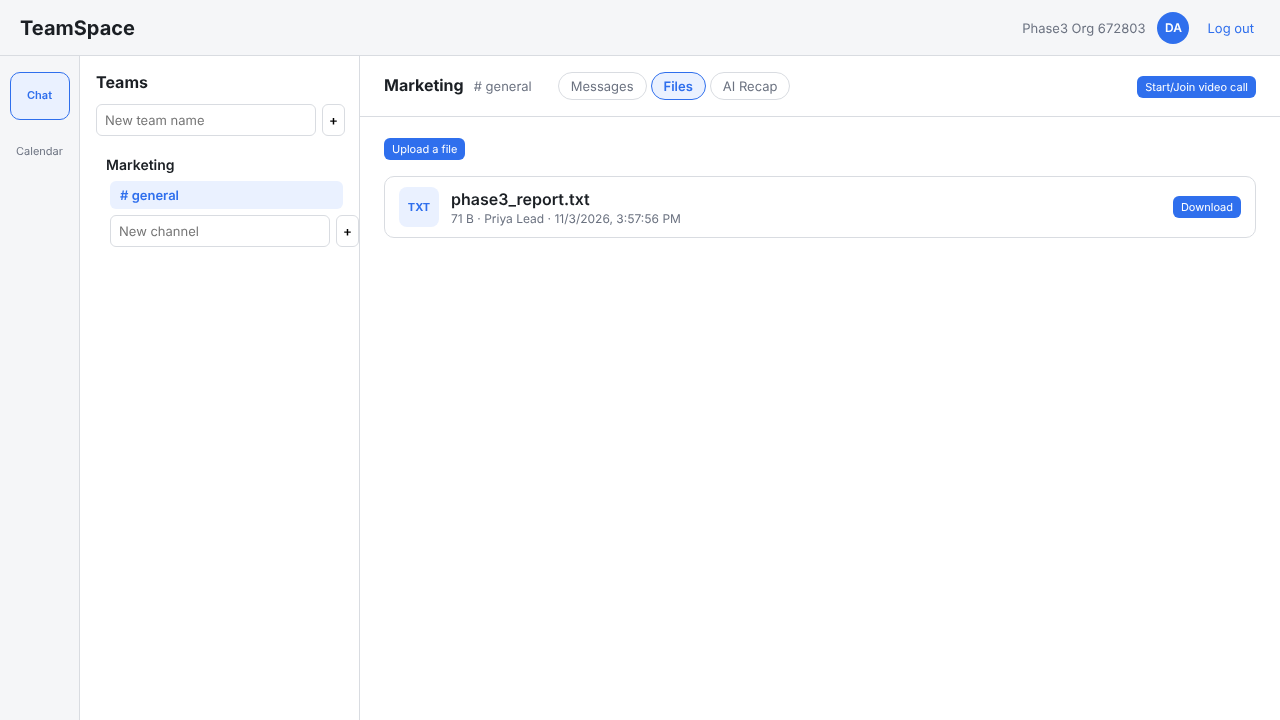 TeamSpace
Phase3 Org 672803
DA
Log out
Chat
Calendar
Teams
New team name
+
Marketing
# general
New channel
+
Marketing # general
Messages
Files
AI Recap
Start/Join video call
Upload a file
TXT
phase3_report.txt
71 B · Priya Lead · 11/3/2026, 3:57:56 PM
Download